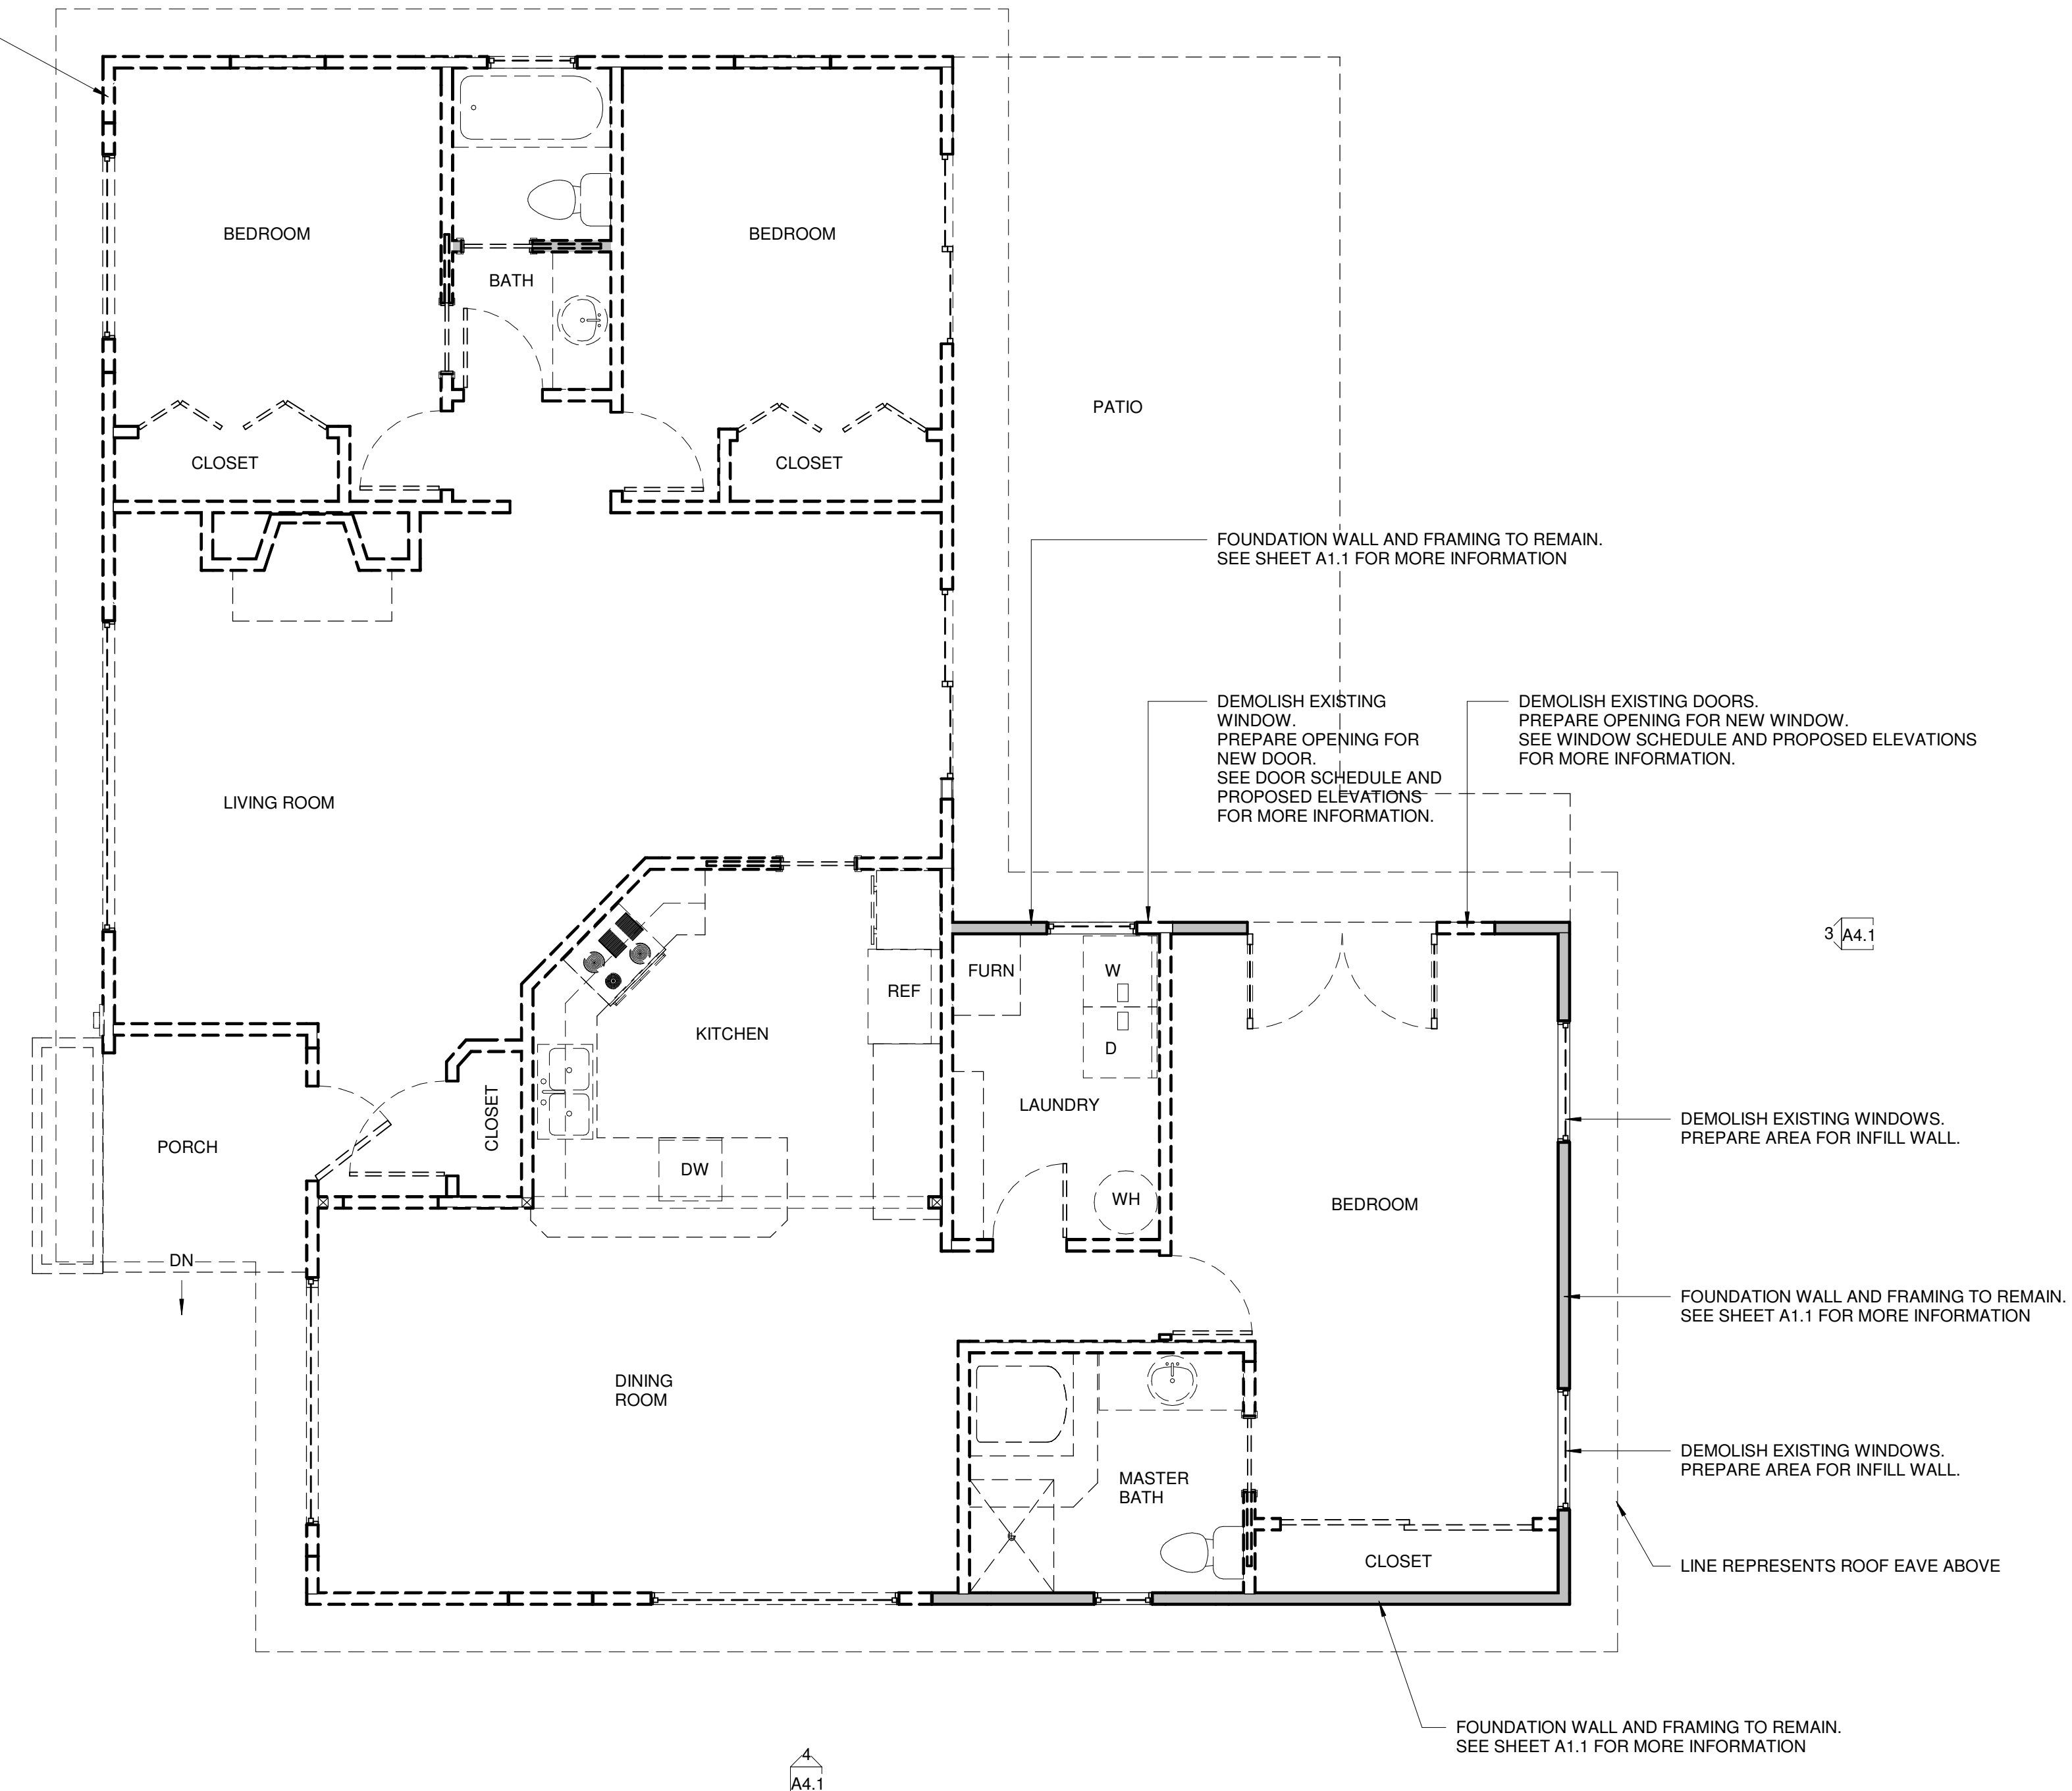 BEDROOM
BEDROOM
BATH
PATIO
CLOSET
CLOSET
FOUNDATION WALL AND FRAMING TO REMAIN.
SEE SHEET A1.1 FOR MORE INFORMATION
DEMOLISH EXISTING
WINDOW.
PREPARE OPENING FOR
NEW DOOR.
SEE DOOR SCHEDULE AND
PROPOSED ELEVATIONS
FOR MORE INFORMATION.
DEMOLISH EXISTING DOORS.
PREPARE OPENING FOR NEW WINDOW.
SEE WINDOW SCHEDULE AND PROPOSED ELEVATIONS
FOR MORE INFORMATION.
LIVING ROOM
3 A4.1
FURN
W
REF
KITCHEN
D
LAUNDRY
CLOSET
DEMOLISH EXISTING WINDOWS.
PREPARE AREA FOR INFILL WALL.
PORCH
DW
WH
BEDROOM
DN
FOUNDATION WALL AND FRAMING TO REMAIN.
SEE SHEET A1.1 FOR MORE INFORMATION
DINING
ROOM
DEMOLISH EXISTING WINDOWS.
PREPARE AREA FOR INFILL WALL.
MASTER
BATH
CLOSET
LINE REPRESENTS ROOF EAVE ABOVE
FOUNDATION WALL AND FRAMING TO REMAIN.
SEE SHEET A1.1 FOR MORE INFORMATION
4
A4.1